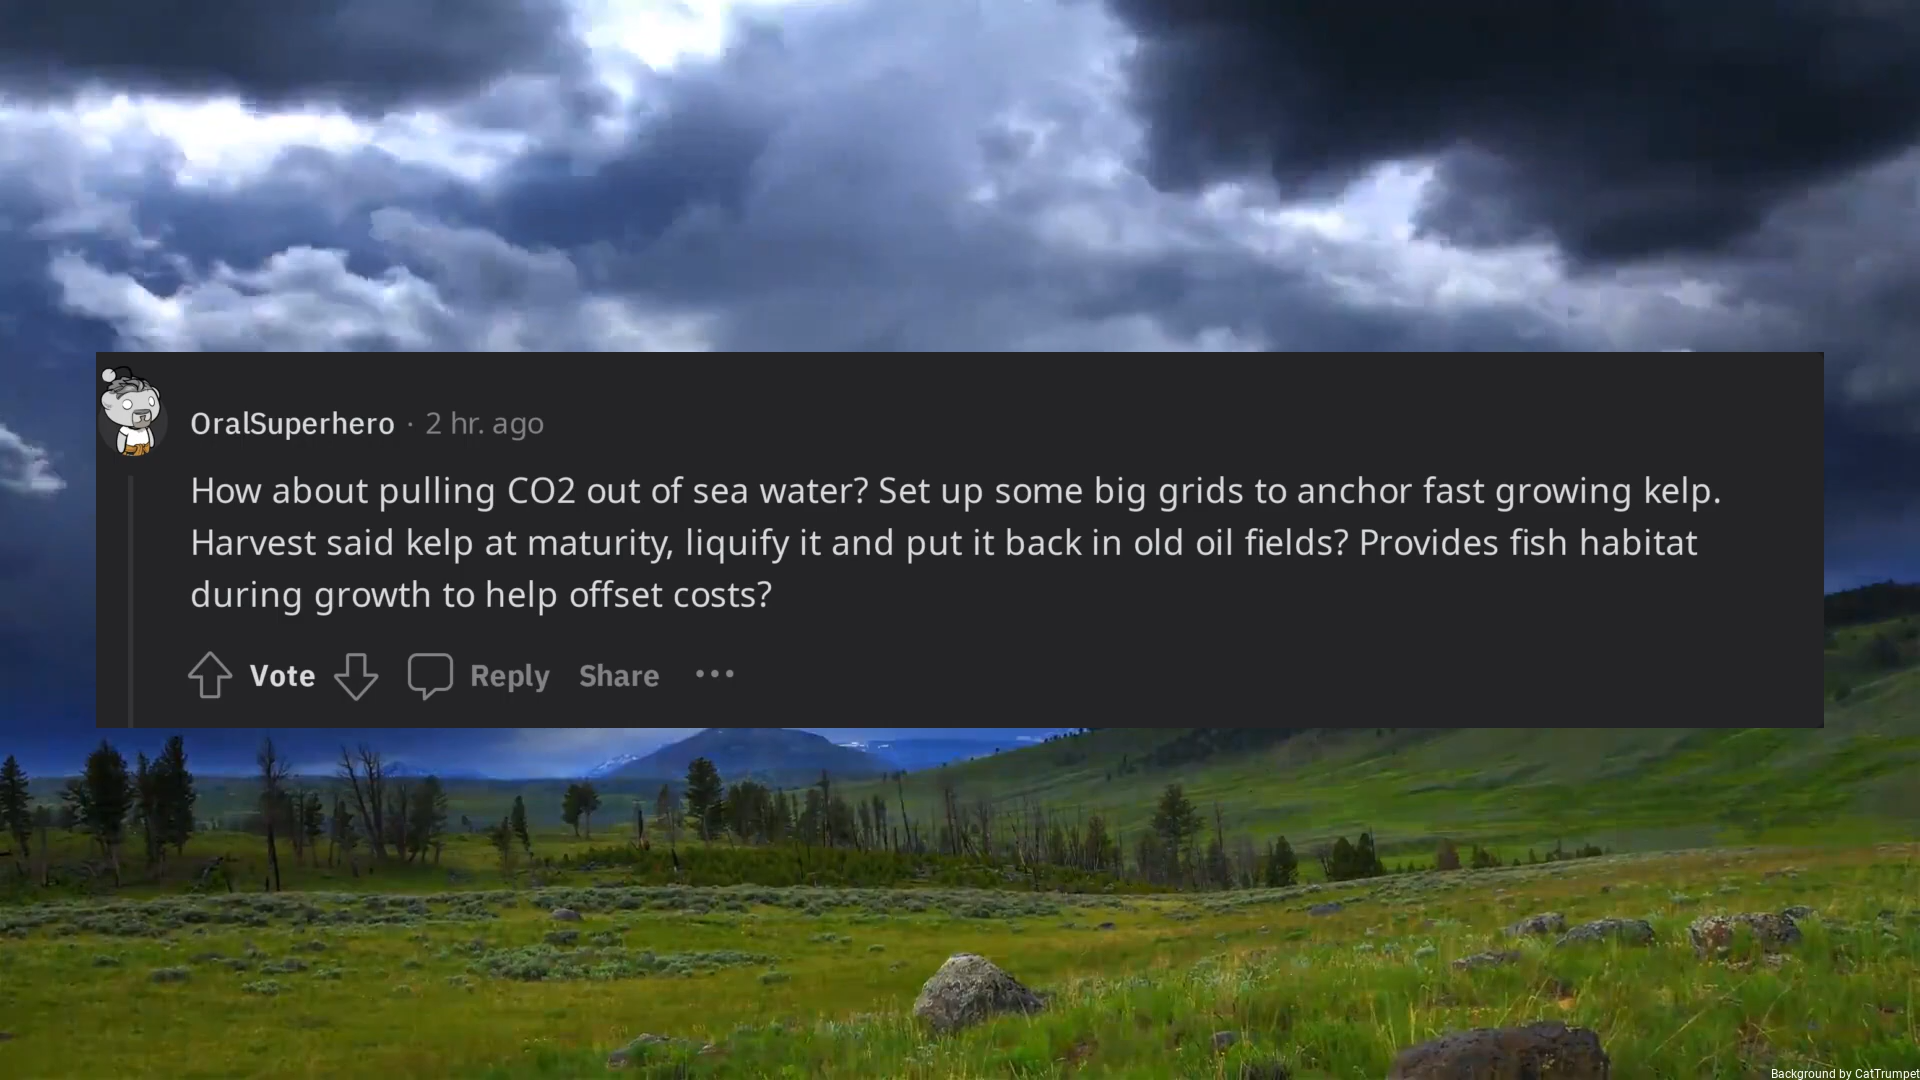 OralSuperhero · 2 hr. ago
How about pulling CO2 out of sea water? Set up some big grids to anchor fast growing kelp.
Harvest said kelp at maturity, liquify it and put it back in old oil fields? Provides fish habitat
during growth to help offset costs?
Vote Reply Share ···
Background by CatTrumpet